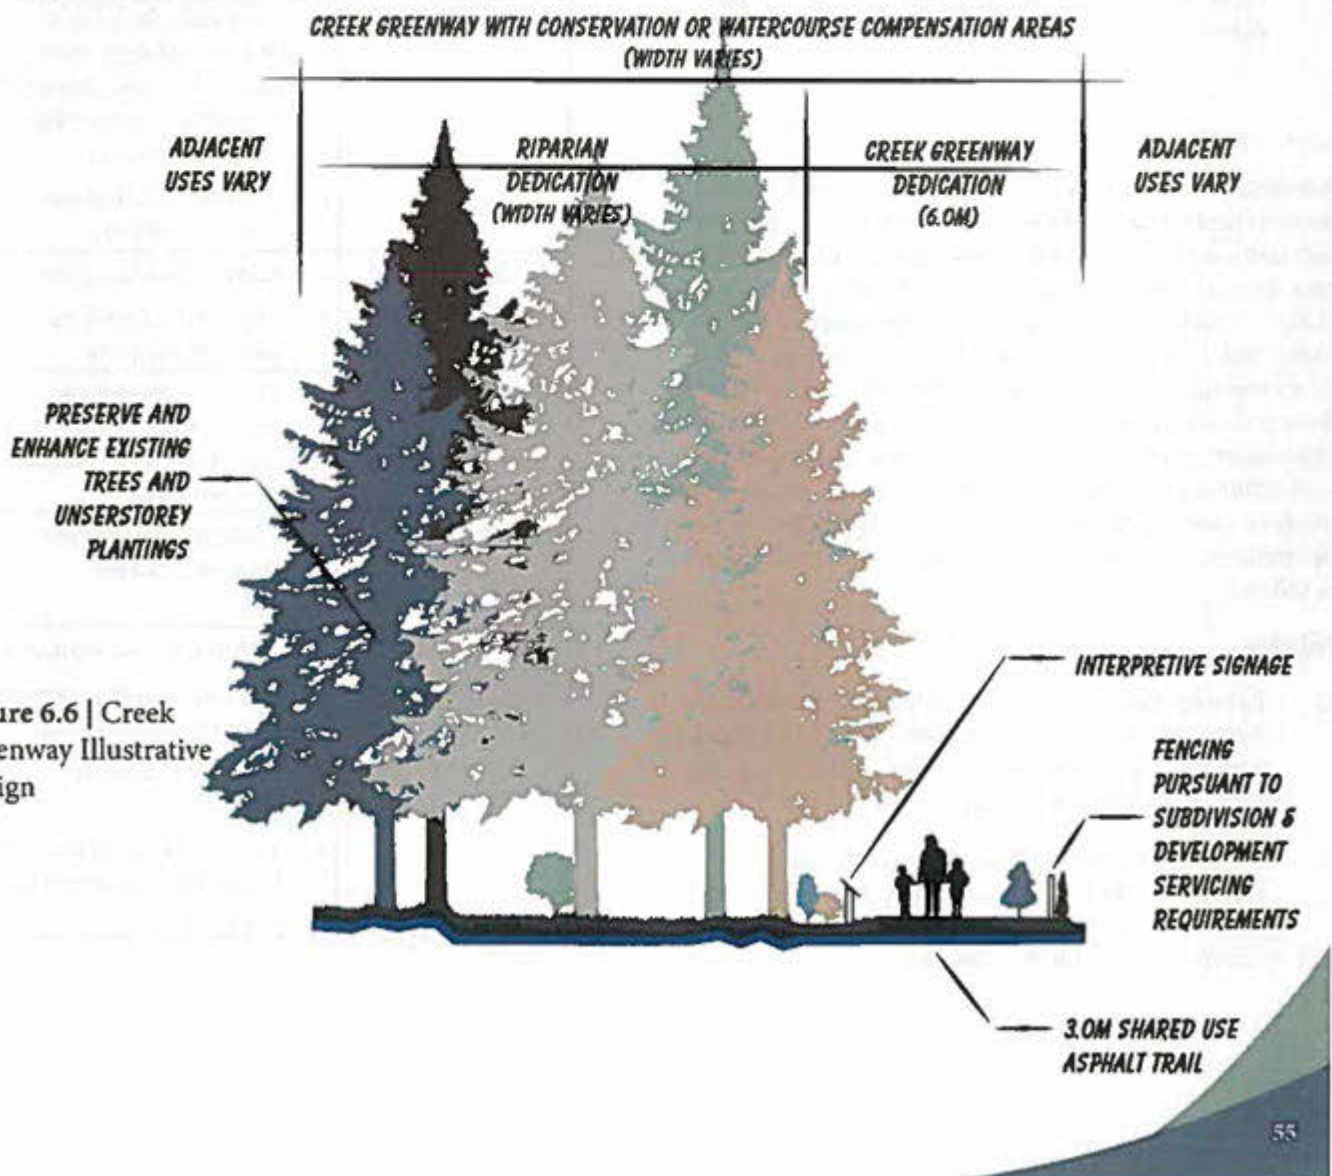 CREEK GREENWAY WITH CONSERVATION OR WATERCOURSE COMPENSATION AREAS
(WIDTH VARIES)
ADJACENT
USES VARY
RIPARIAN
DEDICATION
(WIDTH VARIES)
CREEK GREENWAY
DEDICATION
(6.0M)
ADJACENT
USES VARY
PRESERVE AND
ENHANCE EXISTING
TREES AND
UNSERSTOREY
PLANTINGS
INTERPRETIVE SIGNAGE
ure 6.6 | Creek
enway Illustrative
ign
FENCING
PURSUANT TO
SUBDIVISION &
DEVELOPMENT
SERVICING
REQUIREMENTS
3.0M SHARED USE
ASPHALT TRAIL
55